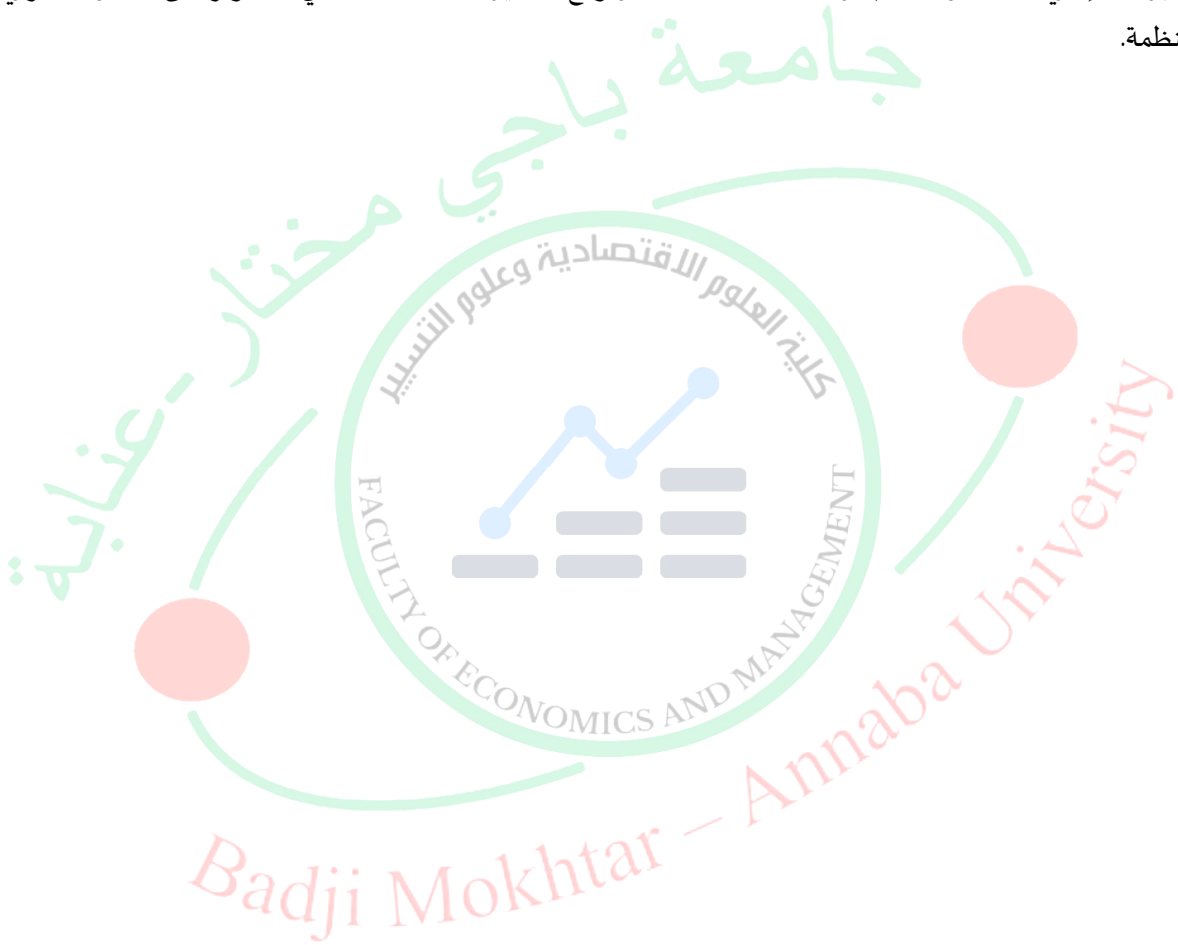 نظمة.
جامعة باجي مختار - عنابة
كلية العلوم الاقتصادية وعلوم التسيير
FACULTY OF ECONOMICS AND MANAGEMENT
Badji Mokhtar – Annaba University